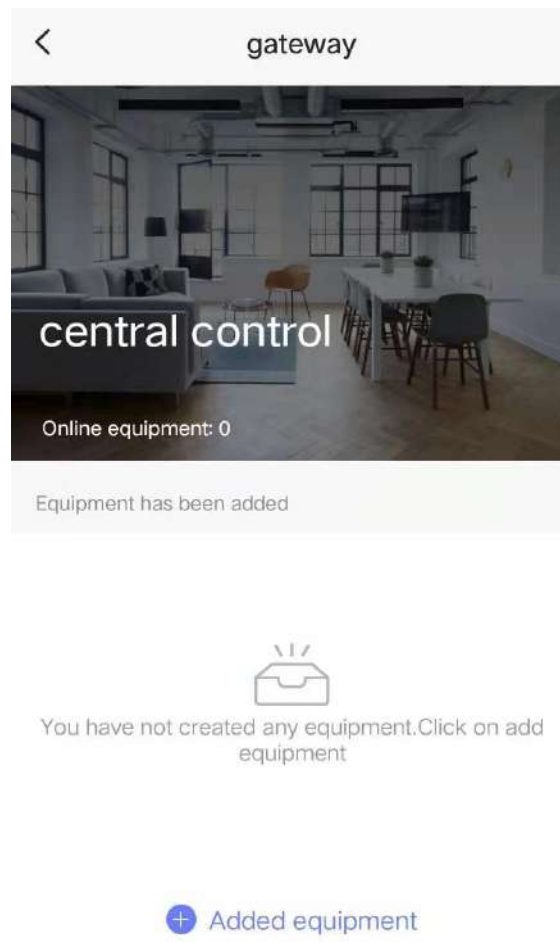 gateway
central control
Online equipment: 0
Equipment has been added
You have not created any equipment.Click on add
equipment
Added equipment